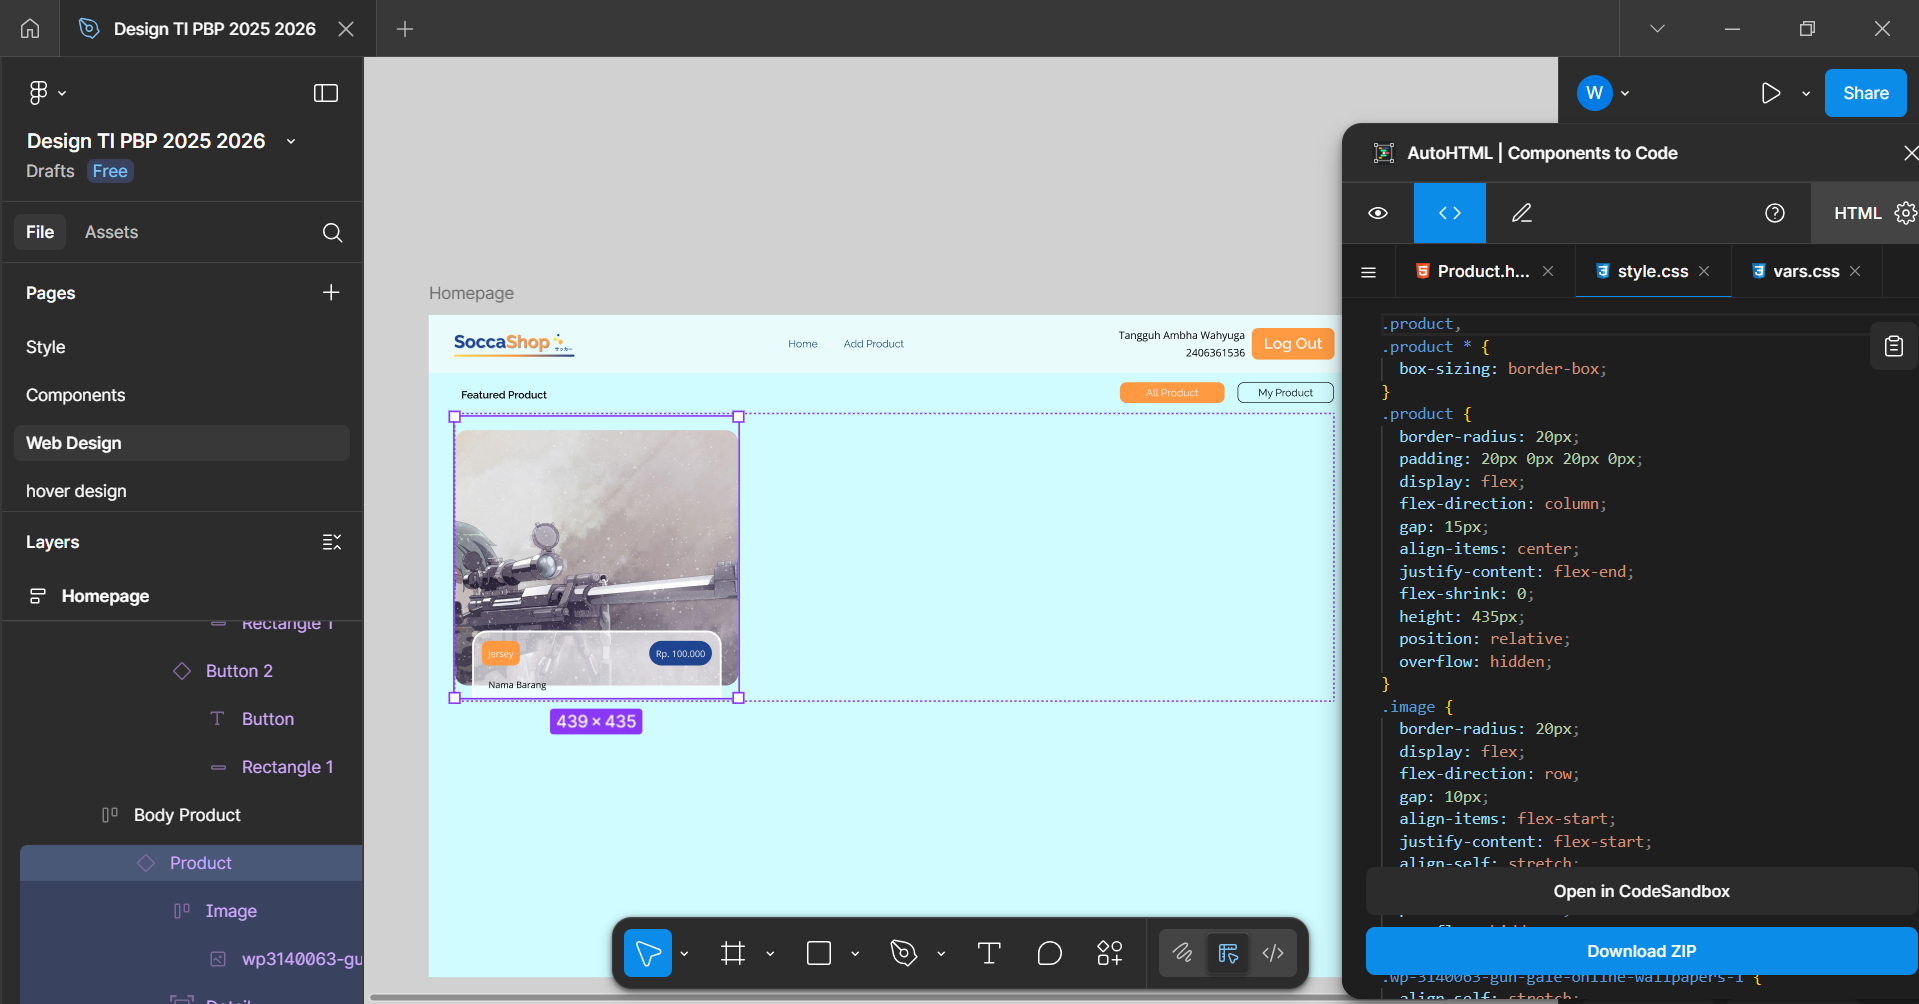 Design TI PBP 2025 2026
Design TI PBP 2025 2026
Drafts Free
File Assets
Pages
Style
Components
Web Design
hover design
Layers
Homepage
Rectangle 1
Button 2
Button
Rectangle 1
Body Product
Product
Image
wp3140063-gu
Homepage
SoccaShop
サッカー
Home Add Product
Tangguh Ambha Wahyuga
2406361536
Log Out
Featured Product
All Product My Product
Jersey Rp. 100.000
Nama Barang
439 × 435
W
Share
AutoHTML | Components to Code
HTML
Product.h... style.css vars.css
.product,
.product * {
box-sizing: border-box;
}
.product {
border-radius: 20px;
padding: 20px 0px 20px 0px;
display: flex;
flex-direction: column;
gap: 15px;
align-items: center;
justify-content: flex-end;
flex-shrink: 0;
height: 435px;
position: relative;
overflow: hidden;
}
.image {
border-radius: 20px;
display: flex;
flex-direction: row;
gap: 10px;
align-items: flex-start;
justify-content: flex-start;
align-self: stretch;
Open in CodeSandbox
Download ZIP
.wp-3140063-gun-gale-online-wallpapers-1 {
align-self: stretch;